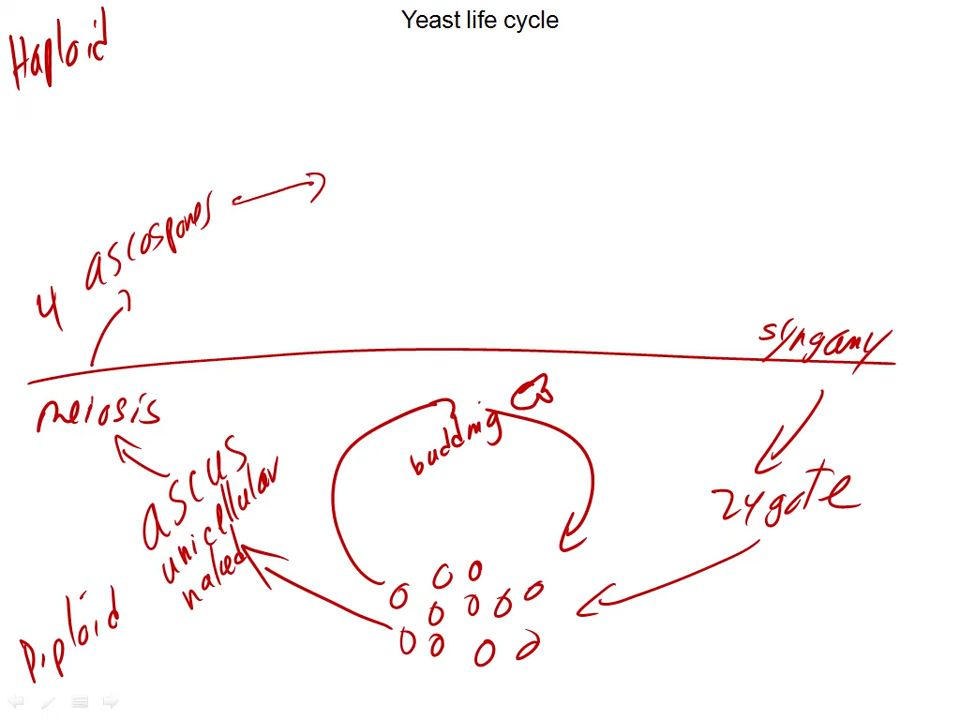 Yeast life cycle
Haploid
4 ascospores
syngamy
meiosis
budding
ascus
unicellular
naked
zygote
Diploid